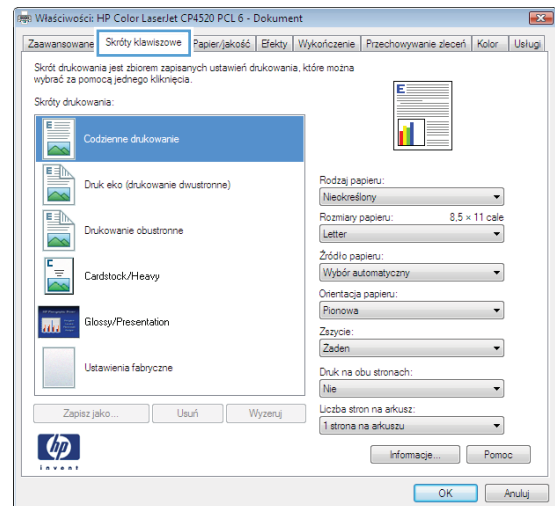 Właściwości: HP Color LaserJet CP4520 PCL 6 - Dokument
Zaawansowane Skróty klawiszowe Papier/jakość Efekty Wykończenie Przechowywanie zleceń Kolor Usługi
Skrót drukowania jest zbiorem zapisanych ustawień drukowania, które można
wybrać za pomocą jednego kliknięcia.
Skróty drukowania:
Codzienne drukowanie
Druk eko (drukowanie dwustronne)
Drukowanie obustronne
Cardstock/Heavy
Glossy/Presentation
Ustawienia fabryczne
Zapisz jako... Usuń Wyzeruj
E
Rodzaj papieru:
Nieokreślony
Rozmiary papieru: 8,5 × 11 cale
Letter
Źródło papieru:
Wybór automatyczny
Orientacja papieru:
Pionowa
Zszycie:
Żaden
Druk na obu stronach:
Nie
Liczba stron na arkusz:
1 strona na arkuszu
hp
invent
Informacje... Pomoc
OK Anuluj